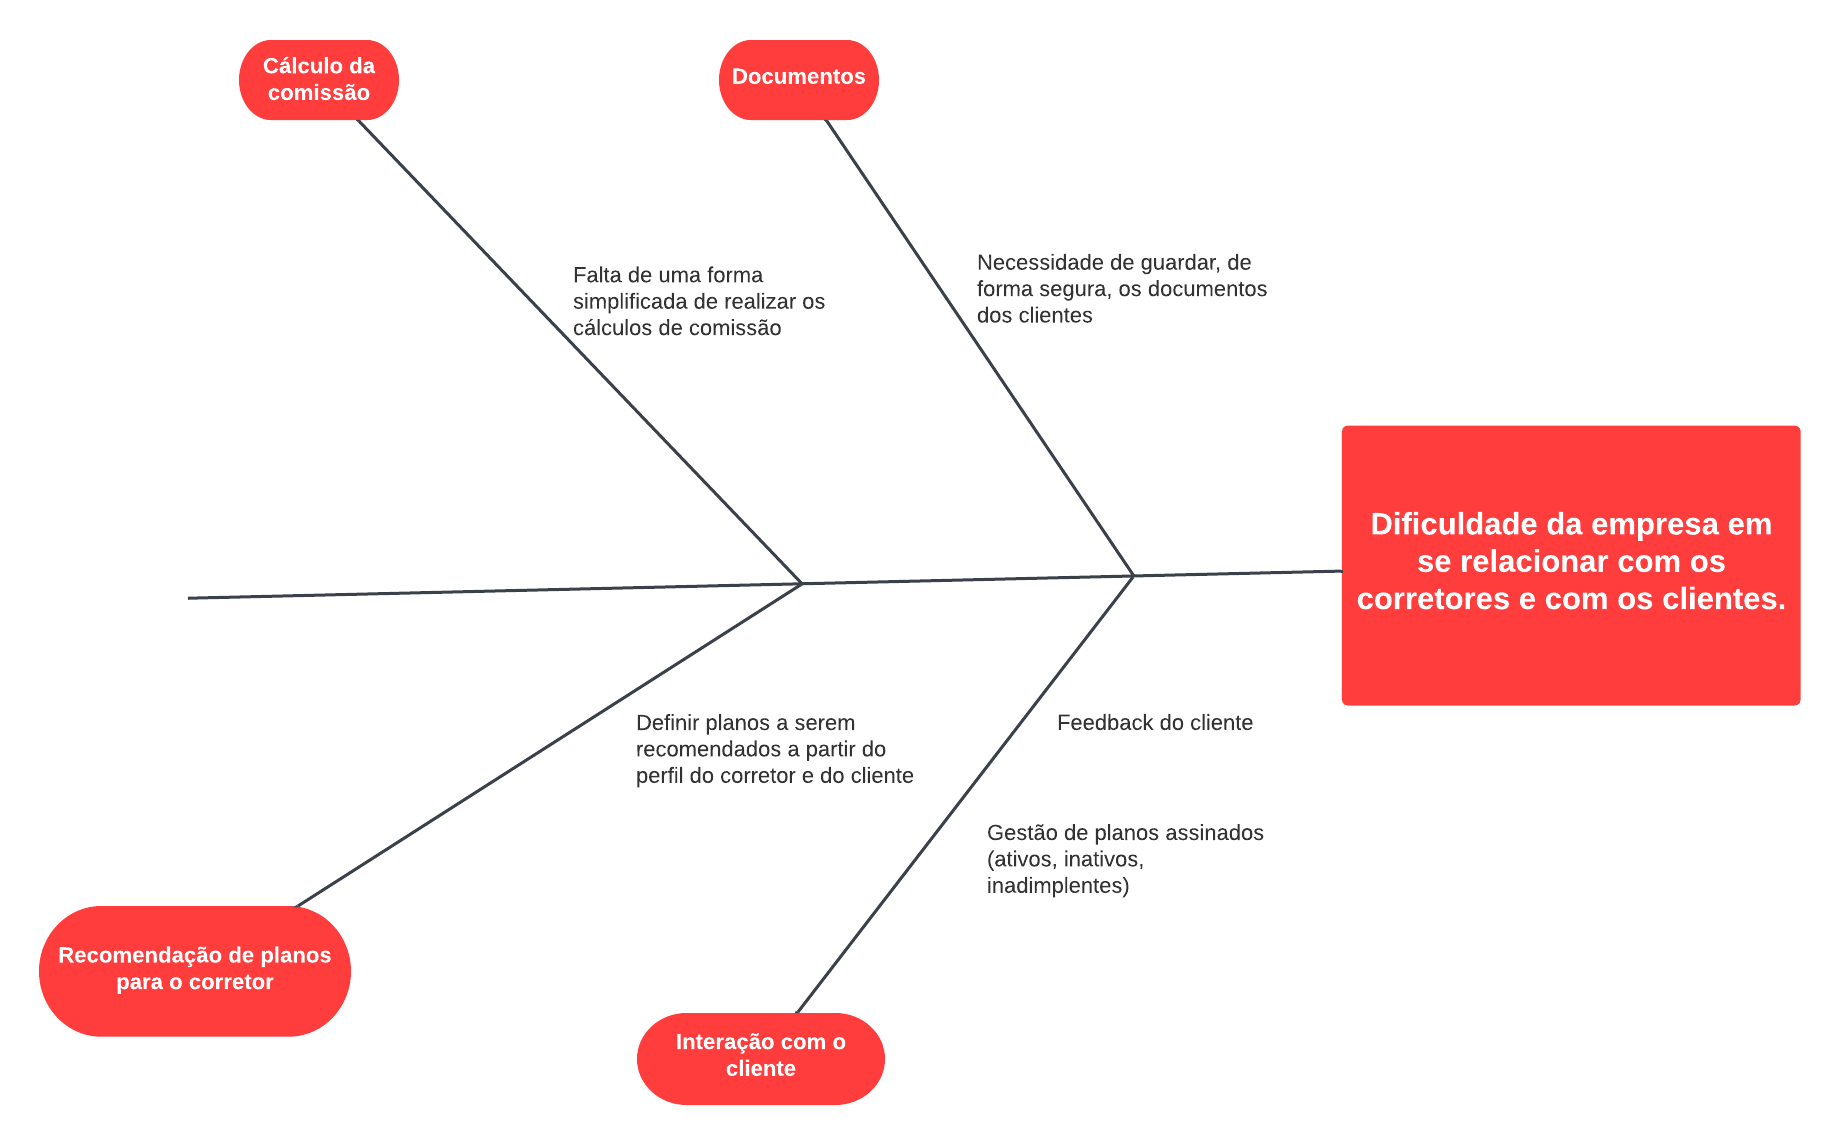 Cálculo da
comissão
Documentos
Falta de uma forma
simplificada de realizar os
cálculos de comissão
Necessidade de guardar, de
forma segura, os documentos
dos clientes
Dificuldade da empresa em
se relacionar com os
corretores e com os clientes.
Definir planos a serem
recomendados a partir do
perfil do corretor e do cliente
Feedback do cliente
Gestão de planos assinados
(ativos, inativos,
inadimplentes)
Recomendação de planos
para o corretor
Interação com o
cliente